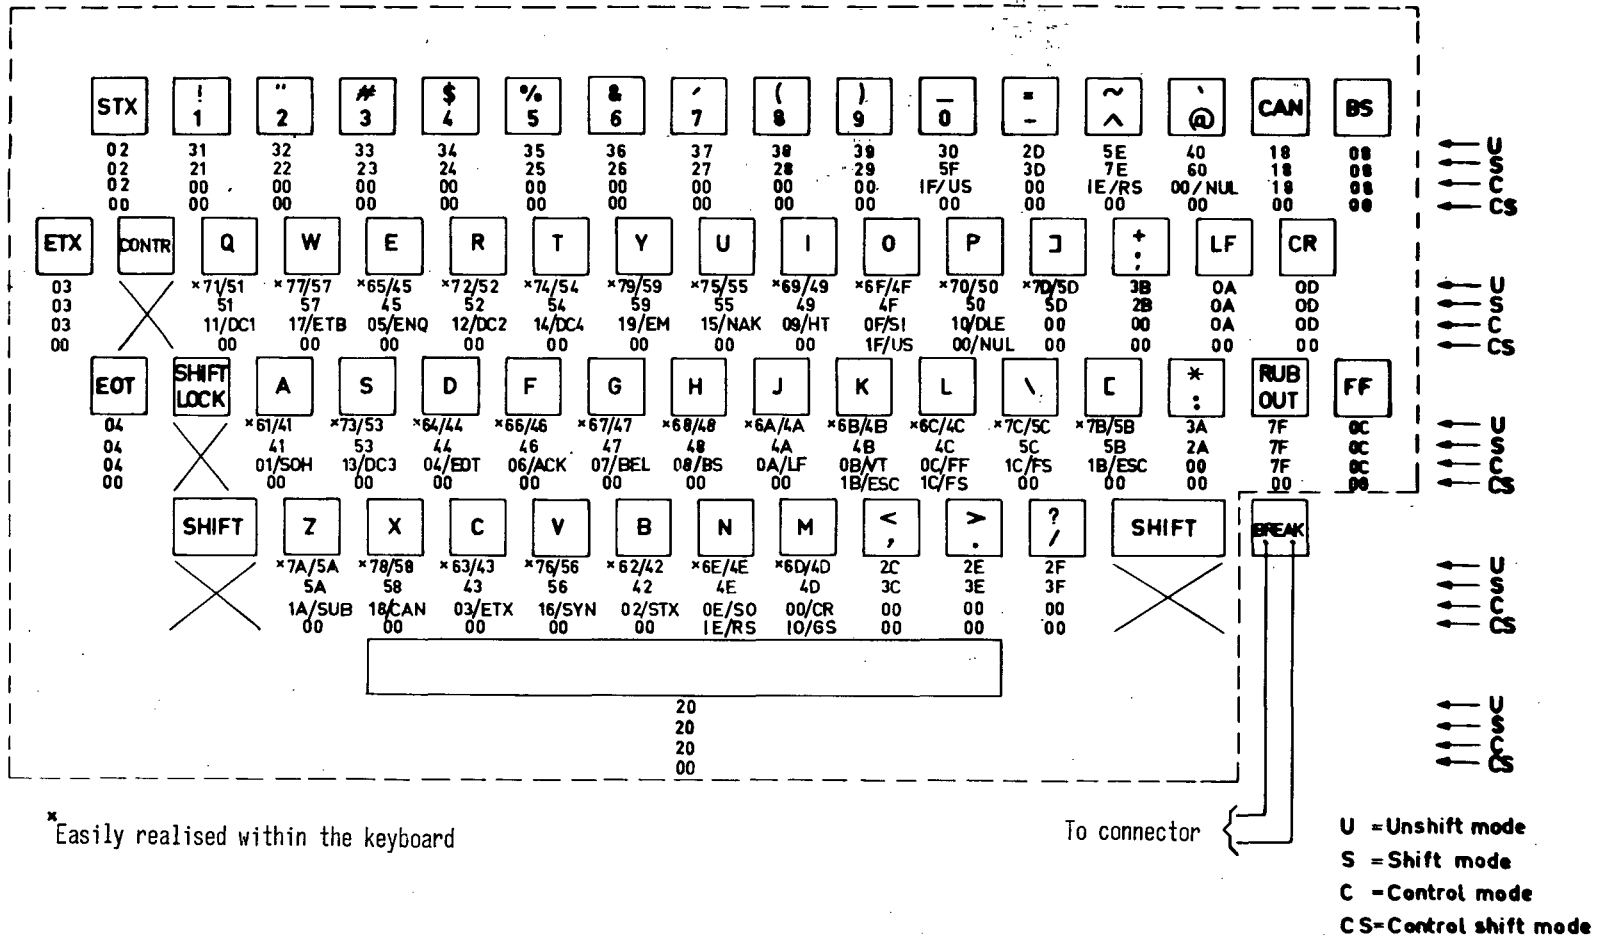 STX ! " # $ % & ' ( ) _ = ~ ` CAN BS
1 2 3 4 5 6 7 8 9 0 - ^ @
02 31 32 33 34 35 36 37 38 39 30 2D 5E 40 18 08 U
02 21 22 23 24 25 26 27 28 29 5F 3D 7E 60 18 08 S
02 00 00 00 00 00 00 00 00 00 1F/US 00 1E/RS 00/NUL 18 08 C
00 00 00 00 00 00 00 00 00 00 00 00 00 00 00 00 CS
ETX CONTR Q W E R T Y U I O P ] + ; LF CR
03 *71/51 *77/57 *65/45 *72/52 *74/54 *79/59 *75/55 *69/49 *6F/4F *70/50 *7D/5D 3B 0A 0D U
03 51 57 45 52 54 59 55 49 4F 50 5D 2B 0A 0D S
03 11/DC1 17/ETB 05/ENQ 12/DC2 14/DC4 19/EM 15/NAK 09/HT 0F/SI 10/DLE 00 00 0A 0D C
00 00 00 00 00 00 00 00 00 1F/US 00/NUL 00 00 00 00 CS
EOT SHIFT LOCK A S D F G H J K L \ [ * : RUB OUT FF
04 *61/41 *73/53 *64/44 *66/46 *67/47 *68/48 *6A/4A *6B/4B *6C/4C *7C/5C *7B/5B 3A 7F 0C U
04 41 53 44 46 47 48 4A 4B 4C 5C 5B 2A 7F 0C S
04 01/SOH 13/DC3 04/EOT 06/ACK 07/BEL 08/BS 0A/LF 0B/VT 0C/FF 1C/FS 1B/ESC 00 7F 0C C
00 00 00 00 00 00 00 00 1B/ESC 1C/FS 00 00 00 00 00 CS
SHIFT Z X C V B N M < , > . ? / SHIFT BREAK
*7A/5A *78/58 *63/43 *76/56 *62/42 *6E/4E *6D/4D 2C 2E 2F U
5A 58 43 56 42 4E 4D 3C 3E 3F S
1A/SUB 18/CAN 03/ETX 16/SYN 02/STX 0E/SO 00/CR 00 00 00 C
00 00 00 00 00 1E/RS 10/GS 00 00 00 CS
20 U
20 S
20 C
00 CS
*Easily realised within the keyboard
To connector
U =Unshift mode
S =Shift mode
C =Control mode
CS=Control shift mode